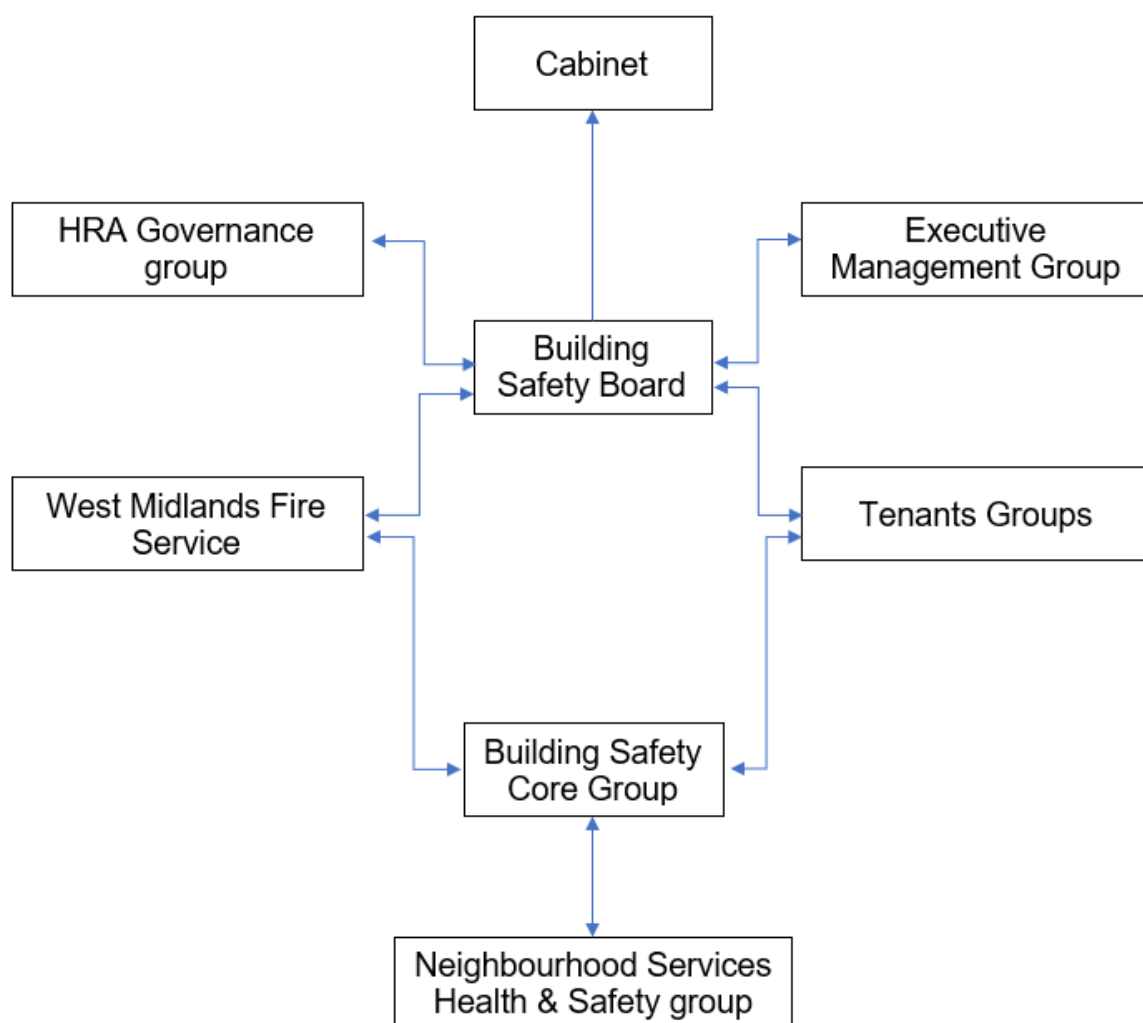 Cabinet
HRA Governance
group
Executive
Management Group
Building
Safety Board
West Midlands Fire
Service
Tenants Groups
Building Safety
Core Group
Neighbourhood Services
Health & Safety group